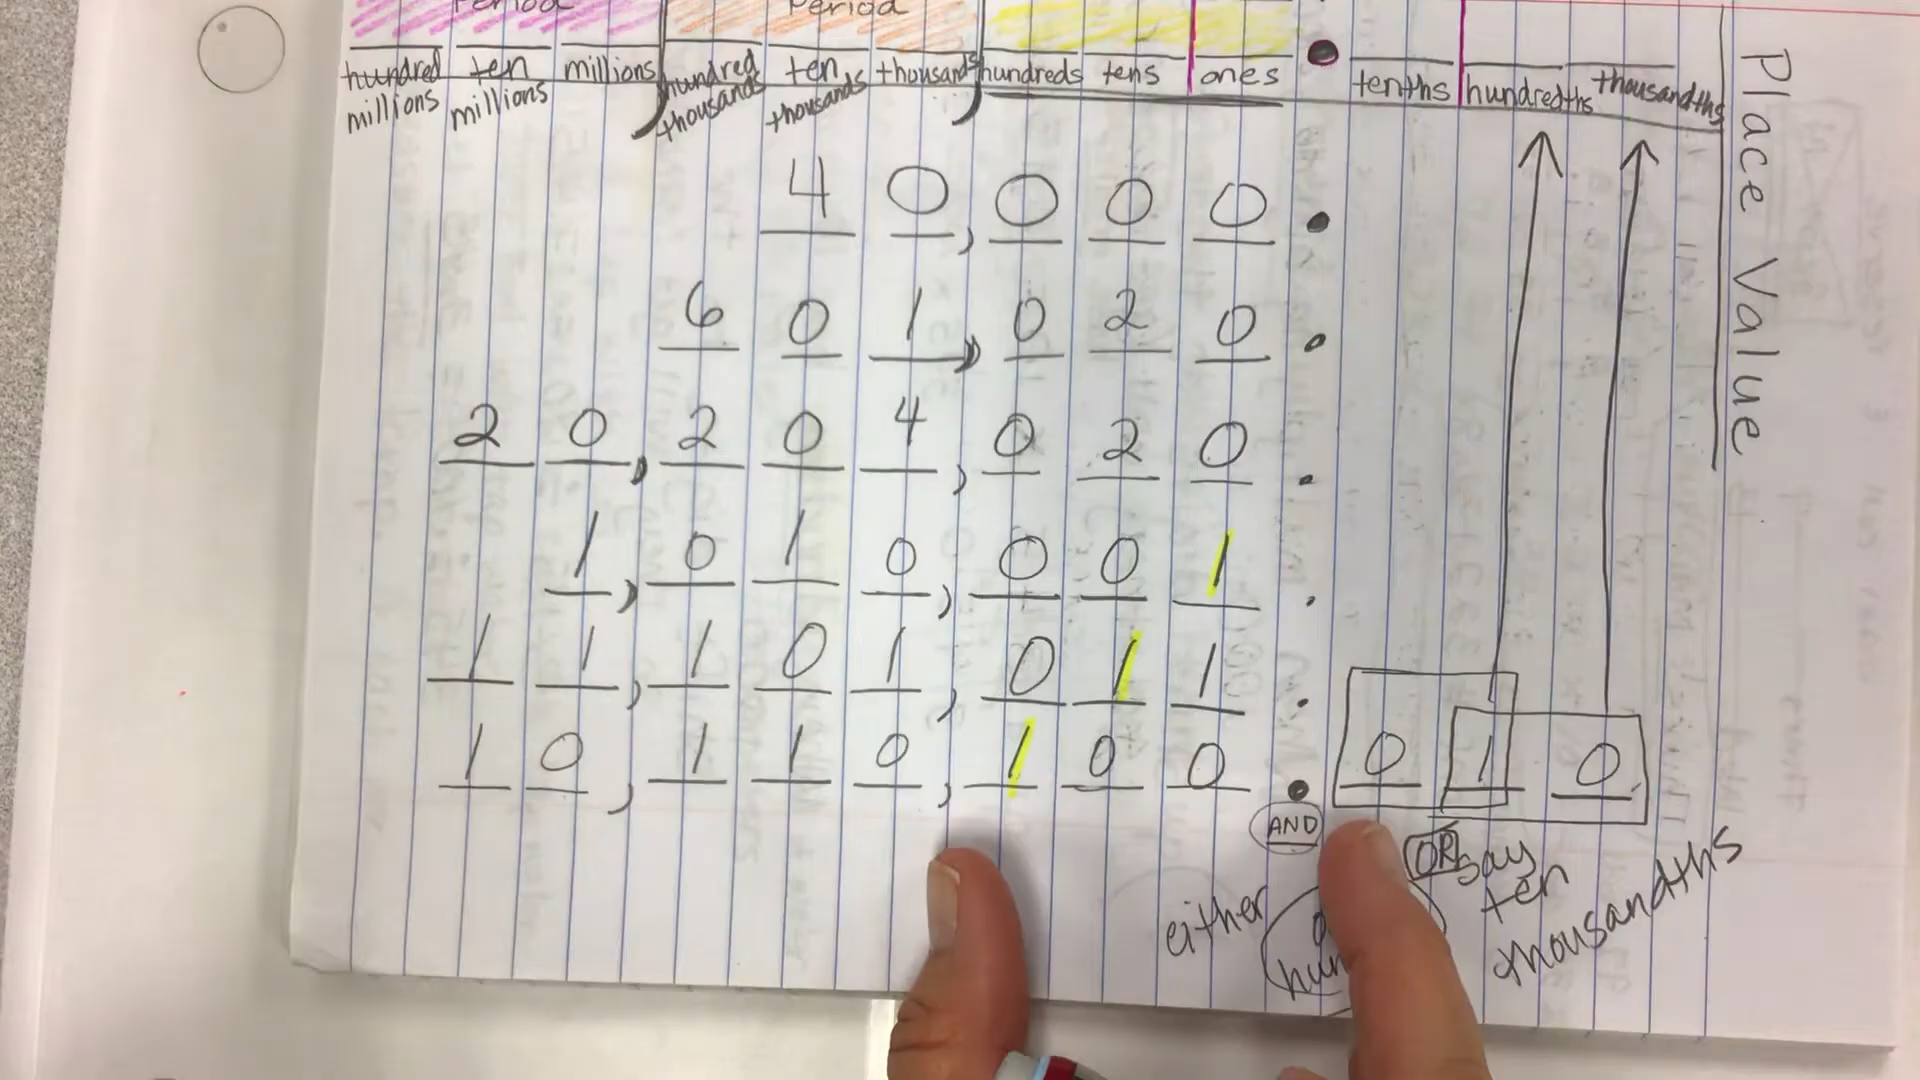 Period Period
hundred millions ten millions millions hundred thousands ten thousands thousands hundreds tens ones . tenths hundredths thousandths
Place Value
4 0, 0 0 0 .
6 0 1, 0 2 0 .
2 0, 2 0 4, 0 2 0 .
1, 0 1 0, 0 0 1 .
1 1, 1 0 1, 0 1 1 .
1 0, 1 1 0, 1 0 0 . 0 1 0
AND
either
OR say
ten
thousandths